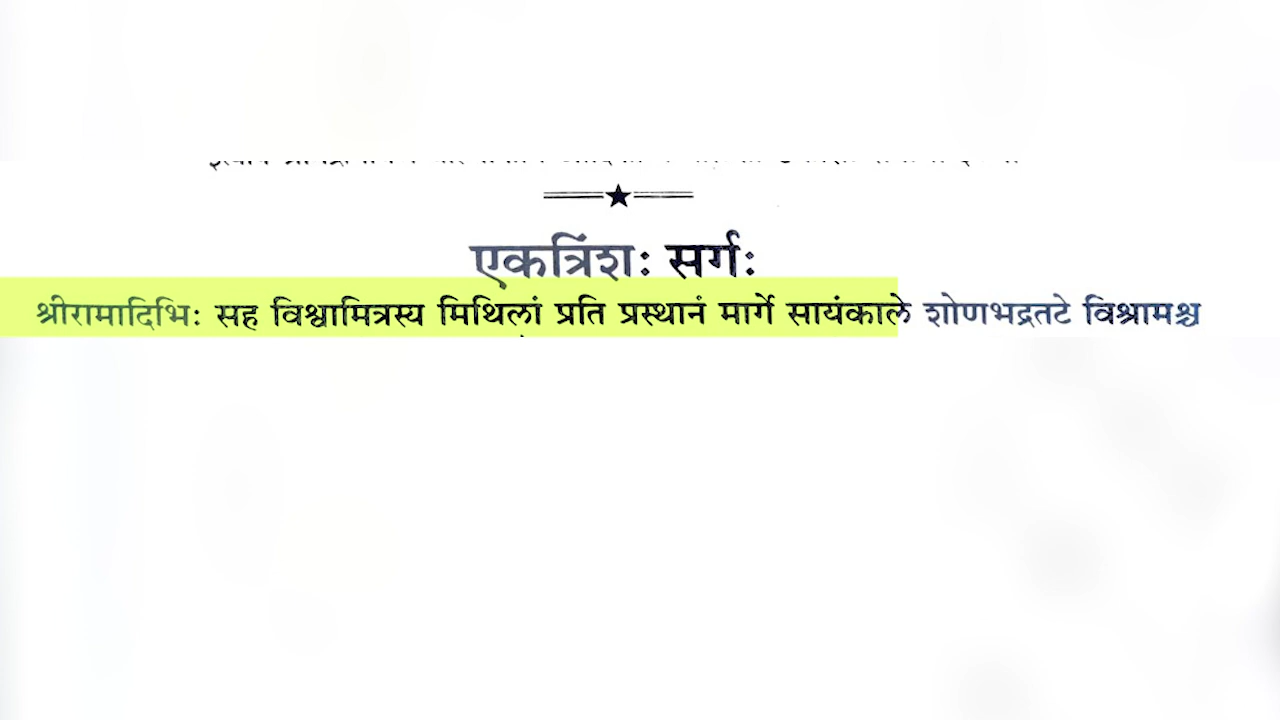 एकत्रिंशः सर्गः
श्रीरामादिभिः सह विश्वामित्रस्य मिथिलां प्रति प्रस्थानं मार्गे सायंकाले शोणभद्रतटे विश्रामश्च